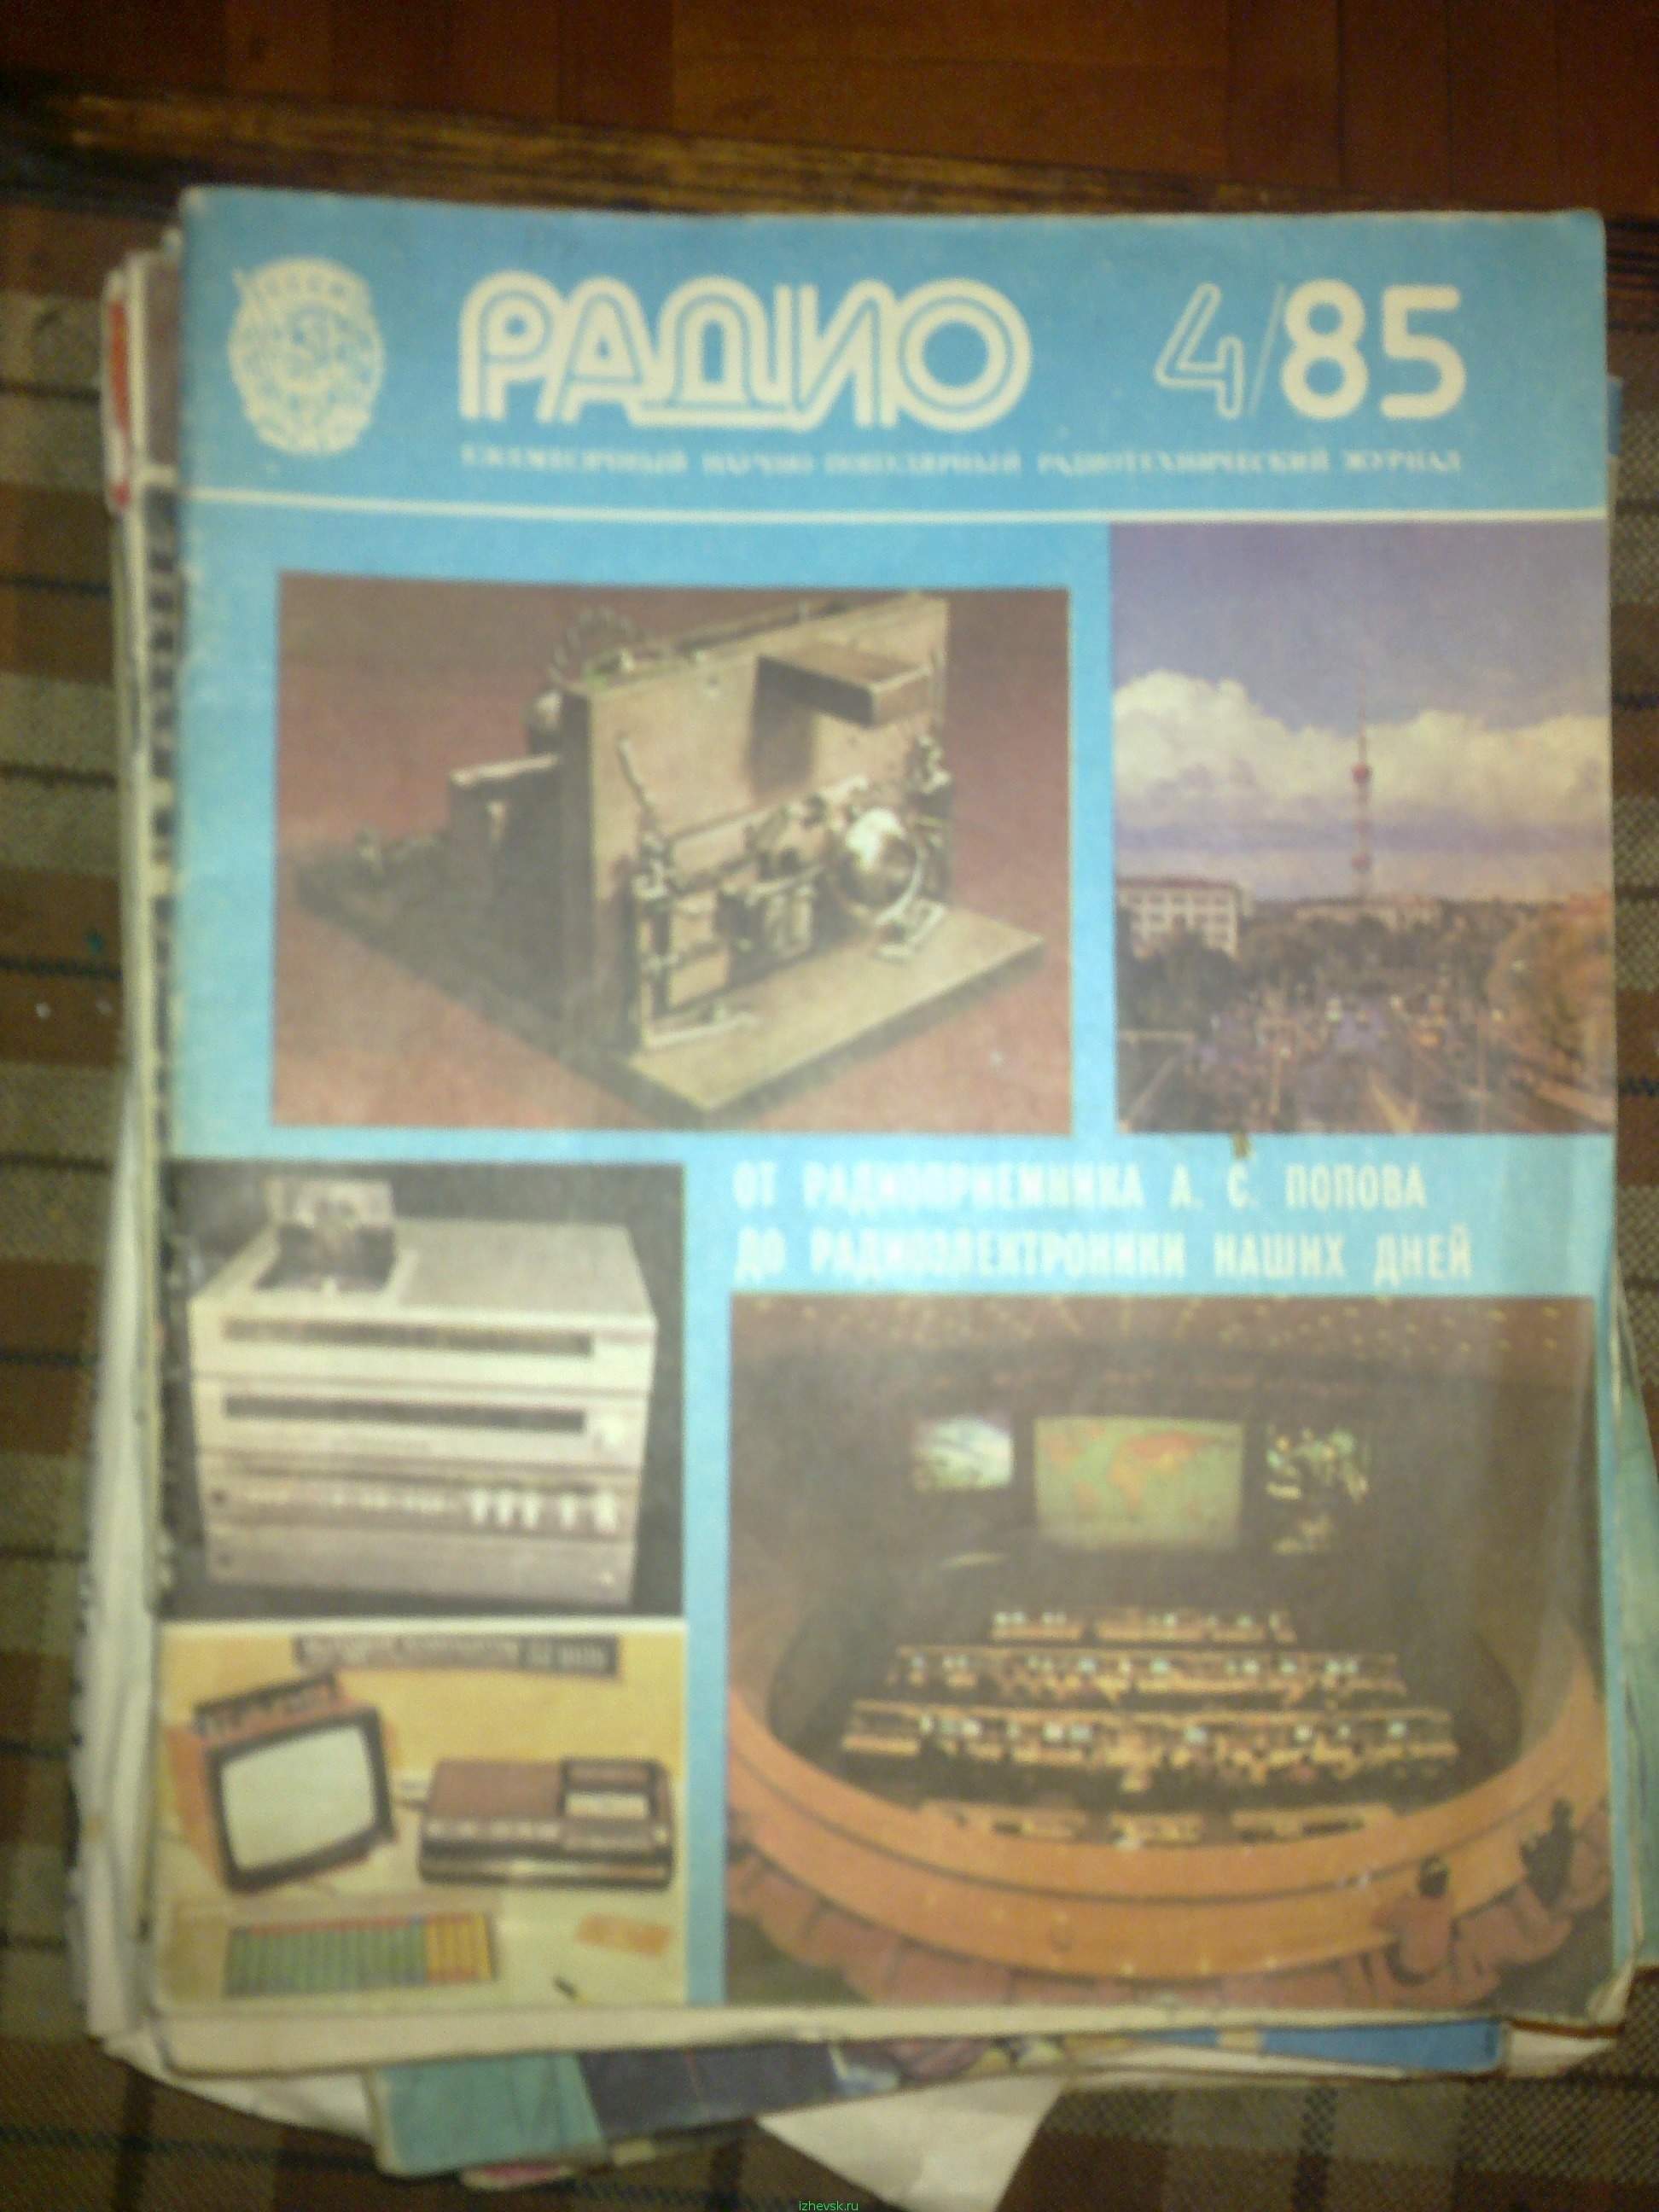 РАДИО 4/85
ЕЖЕМЕСЯЧНЫЙ НАУЧНО-ПОПУЛЯРНЫЙ РАДИОТЕХНИЧЕСКИЙ ЖУРНАЛ
ОТ РАДИОПРИЕМНИКА А. С. ПОПОВА
ДО РАДИОЭЛЕКТРОНИКИ НАШИХ ДНЕЙ
izhevsk.ru